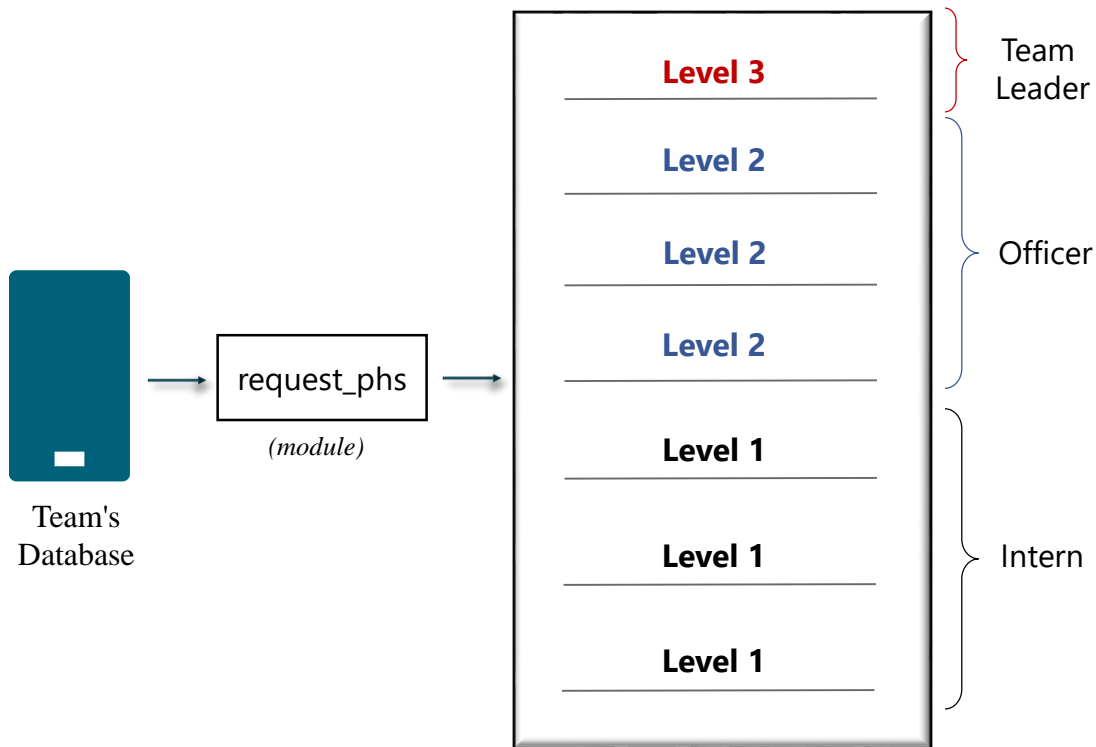 Team's
Database
request_phs
(module)
Level 3
Level 2
Level 2
Level 2
Level 1
Level 1
Level 1
Team
Leader
Officer
Intern